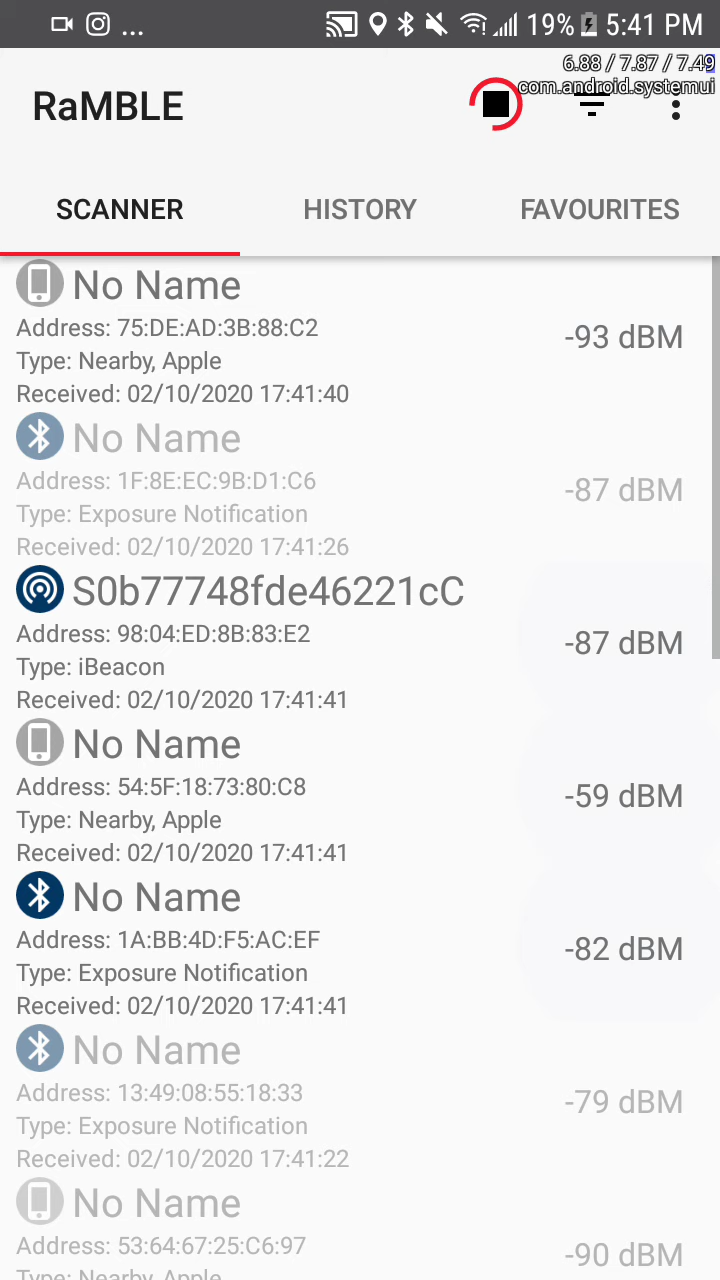 ... 19% 5:41 PM
6.88 / 7.87 / 7.49
com.android.systemui
RaMBLE
SCANNER HISTORY FAVOURITES
No Name
Address: 75:DE:AD:3B:88:C2
-93 dBM
Type: Nearby, Apple
Received: 02/10/2020 17:41:40
No Name
Address: 1F:8E:EC:9B:D1:C6
-87 dBM
Type: Exposure Notification
Received: 02/10/2020 17:41:26
S0b77748fde46221cC
Address: 98:04:ED:8B:83:E2
-87 dBM
Type: iBeacon
Received: 02/10/2020 17:41:41
No Name
Address: 54:5F:18:73:80:C8
-59 dBM
Type: Nearby, Apple
Received: 02/10/2020 17:41:41
No Name
Address: 1A:BB:4D:F5:AC:EF
-82 dBM
Type: Exposure Notification
Received: 02/10/2020 17:41:41
No Name
Address: 13:49:08:55:18:33
-79 dBM
Type: Exposure Notification
Received: 02/10/2020 17:41:22
No Name
Address: 53:64:67:25:C6:97
-90 dBM
Type: Nearby, Apple